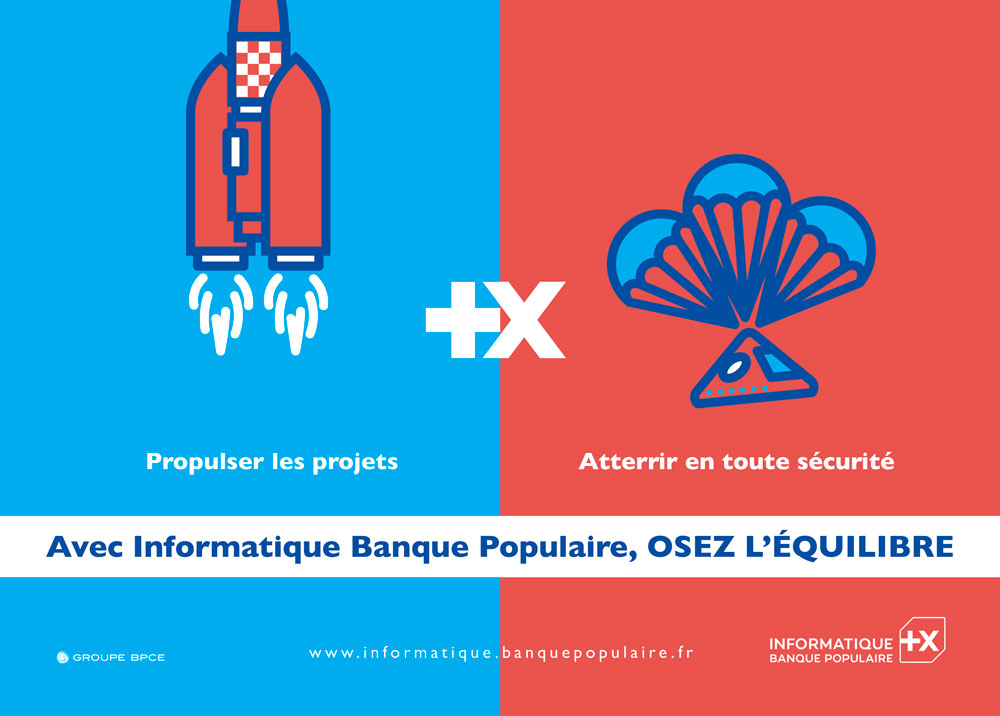 +X
Propulser les projets
Atterrir en toute sécurité
Avec Informatique Banque Populaire, OSEZ L’ÉQUILIBRE
GROUPE BPCE
www.informatique.banquepopulaire.fr
INFORMATIQUE
BANQUE POPULAIRE
+X